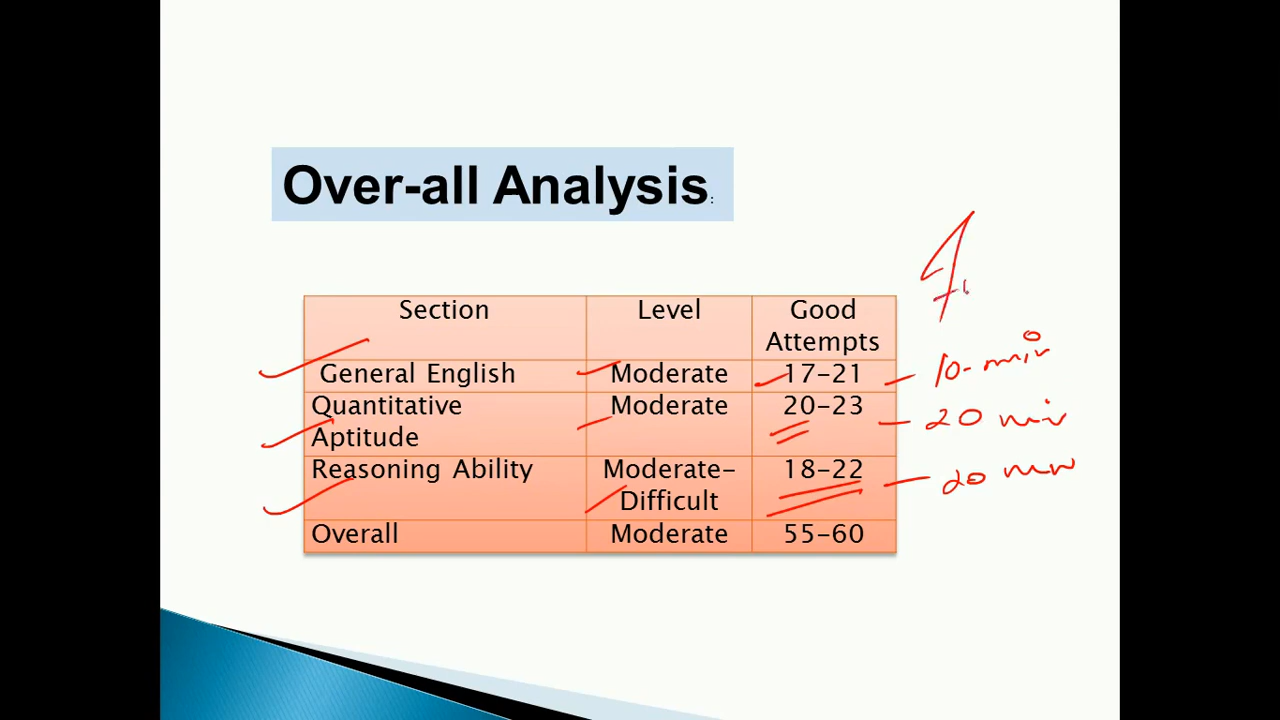 Over-all Analysis:
Section Level Good
Attempts
General English Moderate 17-21 10-min
Quantitative Moderate 20-23 20 min
Aptitude
Reasoning Ability Moderate- 18-22 20 min
Difficult
Overall Moderate 55-60